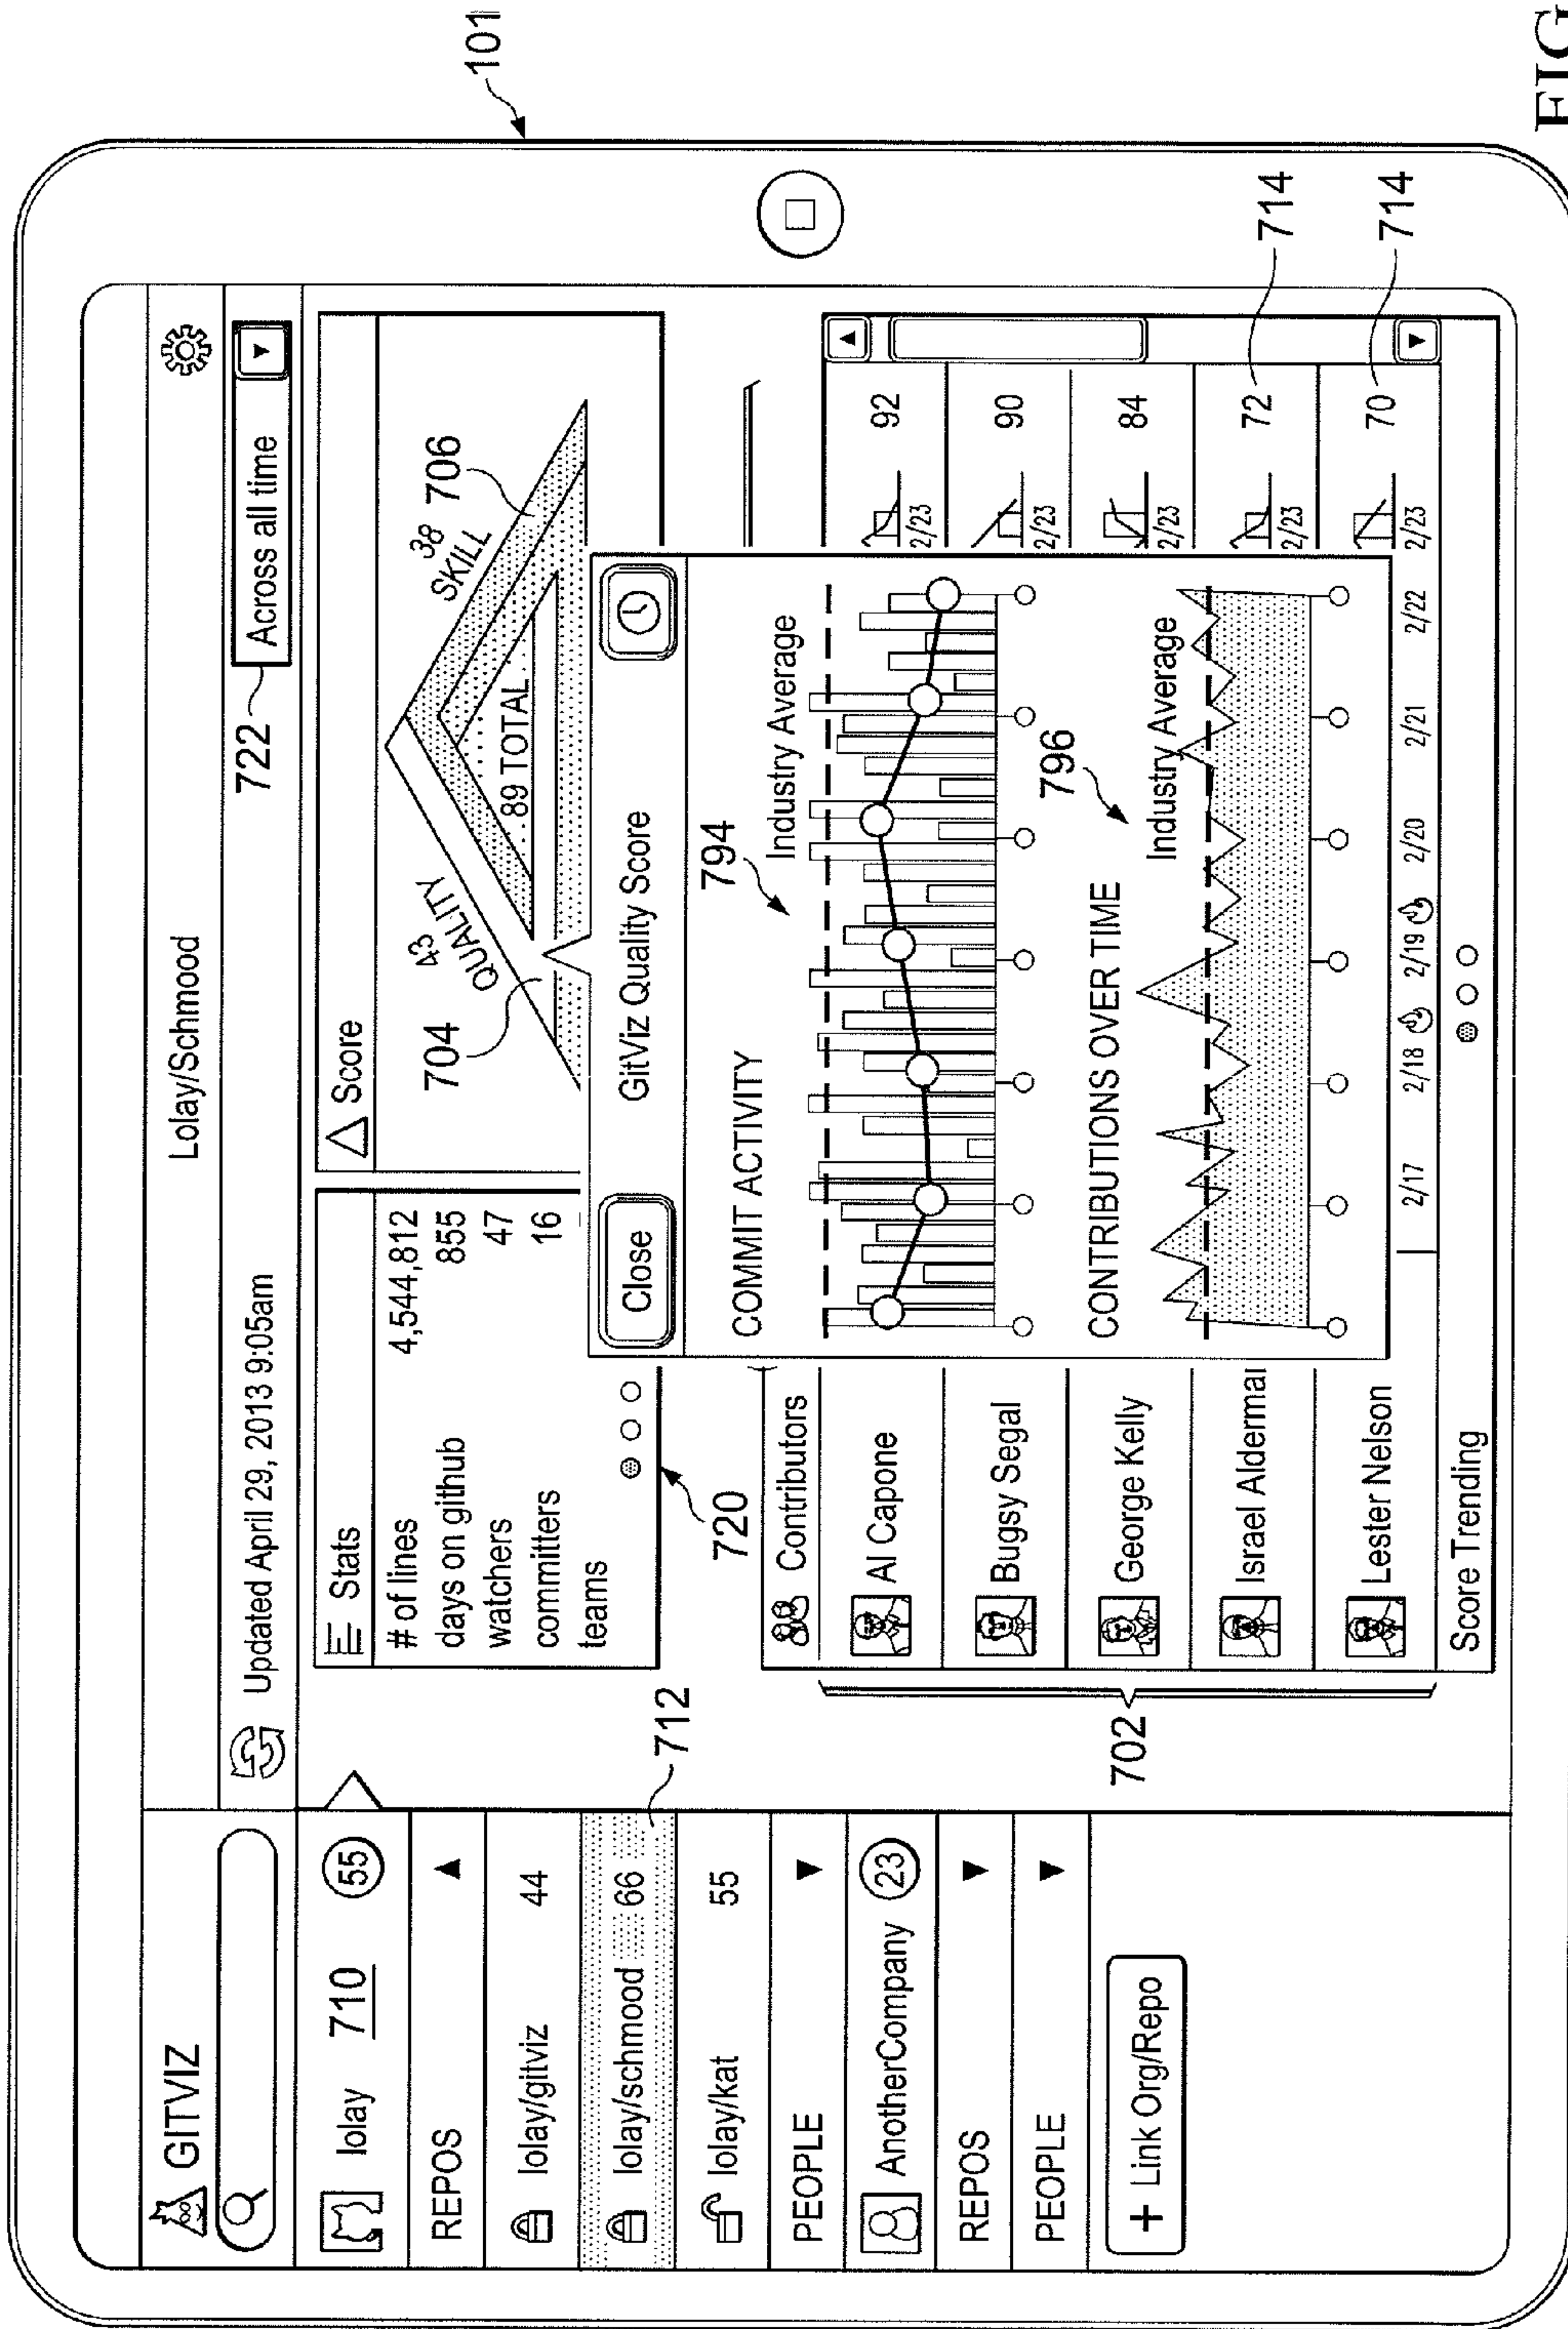 101
FIG
GITVIZ
Lolay/Schmood
Updated April 29, 2013 9:05am
722
Across all time
lolay
710
55
REPOS
lolay/gitviz 44
lolay/schmood 66
712
lolay/kat 55
PEOPLE
AnotherCompany 23
REPOS
PEOPLE
+ Link Org/Repo
Stats
# of lines 4,544,812
days on github 855
watchers 47
committers 16
teams
720
Score
704
43
QUALITY
38
SKILL
706
89 TOTAL
Close
GitViz Quality Score
COMMIT ACTIVITY
794
Industry Average
CONTRIBUTIONS OVER TIME
796
Industry Average
Contributors
702
Al Capone
2/23
92
Bugsy Segal
2/23
90
George Kelly
2/23
84
Israel Aldermai
2/23
72
714
Lester Nelson
2/23
70
714
2/17 2/18 2/19 2/20 2/21 2/22
Score Trending